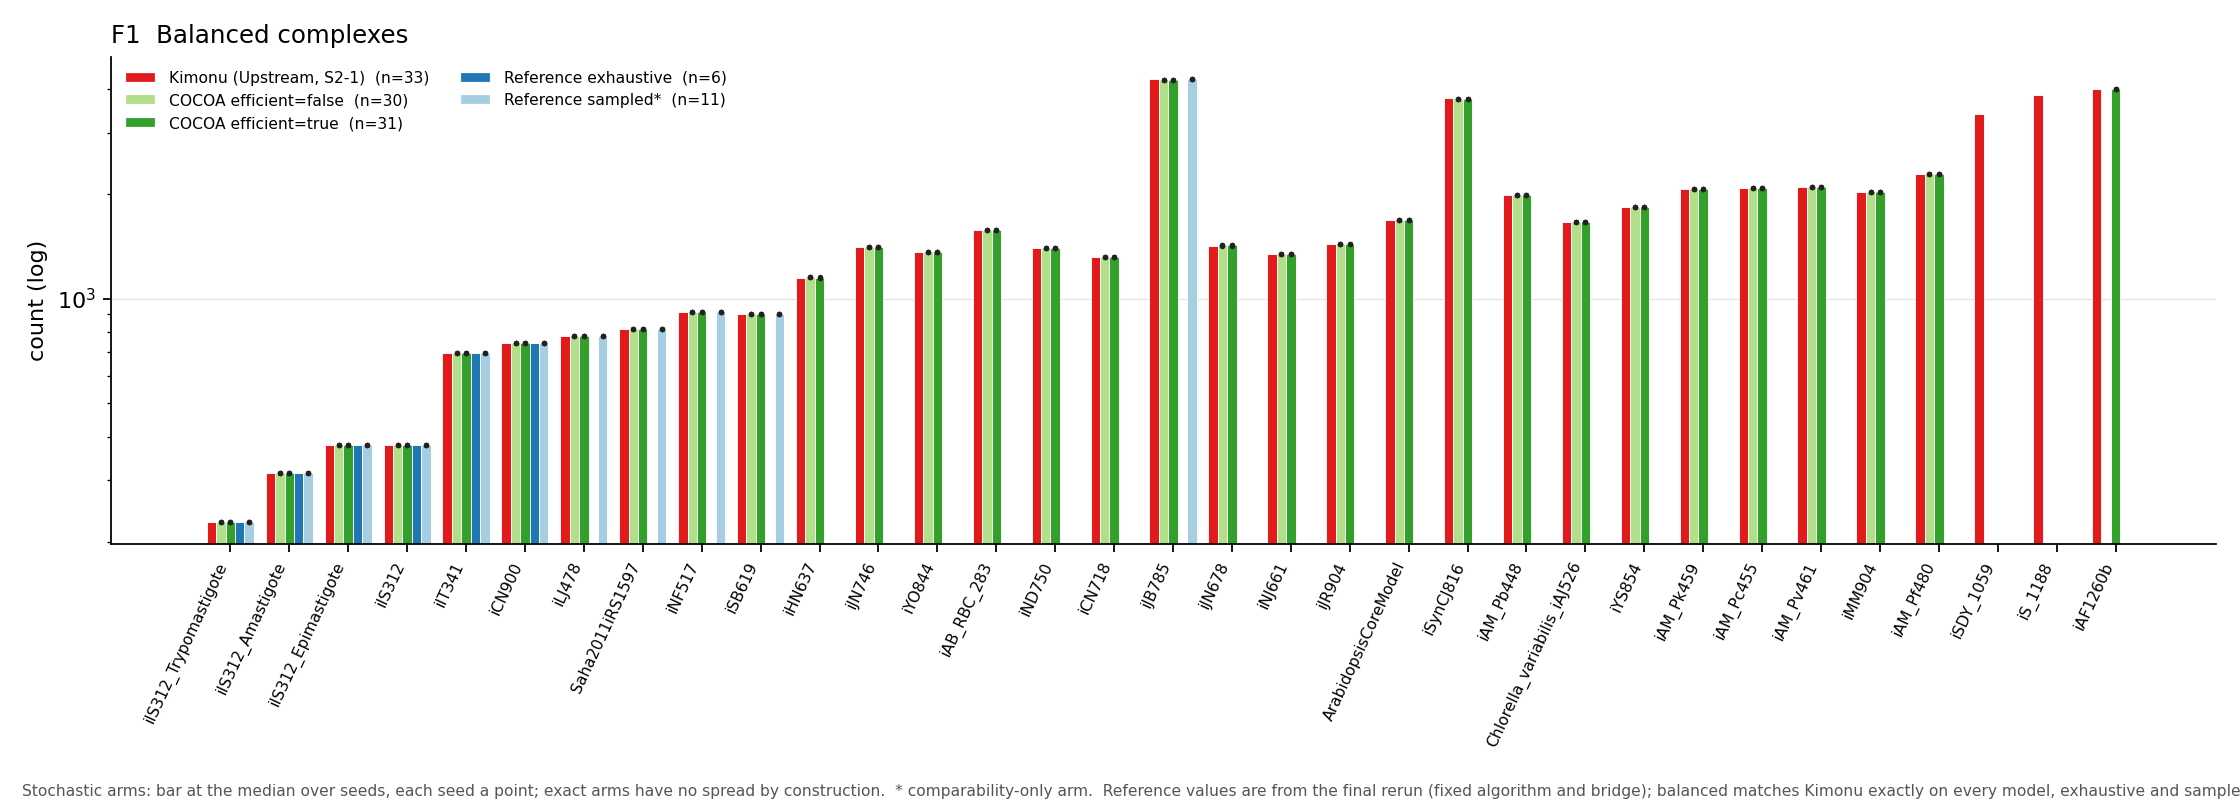 F1  Balanced complexes
Kimonu (Upstream, S2-1)  (n=33)
COCOA efficient=false  (n=30)
COCOA efficient=true  (n=31)
Reference exhaustive  (n=6)
Reference sampled*  (n=11)
count (log)
10³
iIS312_Trypomastigote
iIS312_Amastigote
iIS312_Epimastigote
iIS312
iIT341
iCN900
iLJ478
Saha2011iRS1597
iNF517
iSB619
iHN637
iJN746
iYO844
iAB_RBC_283
iND750
iCN718
iJB785
iJN678
iNJ661
iJR904
ArabidopsisCoreModel
iSynCJ816
iAM_Pb448
Chlorella_variabilis_iAJ526
iYS854
iAM_Pk459
iAM_Pc455
iAM_Pv461
iMM904
iAM_Pf480
iSDY_1059
iS_1188
iAF1260b
Stochastic arms: bar at the median over seeds, each seed a point; exact arms have no spread by construction.  * comparability-only arm.  Reference values are from the final rerun (fixed algorithm and bridge); balanced matches Kimonu exactly on every model, exhaustive and sample